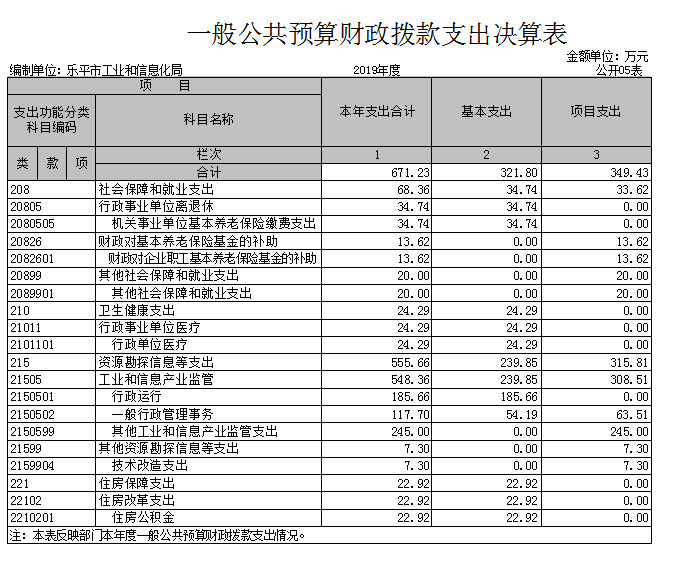 一般公共预算财政拨款支出决算表
金额单位：万元
编制单位：乐平市工业和信息化局 2019年度 公开05表
项 目 本年支出合计 基本支出 项目支出
支出功能分类科目编码 科目名称
类 款 项 栏次 1 2 3
合计 671.23 321.80 349.43
208 社会保障和就业支出 68.36 34.74 33.62
20805 行政事业单位离退休 34.74 34.74 0.00
2080505 机关事业单位基本养老保险缴费支出 34.74 34.74 0.00
20826 财政对基本养老保险基金的补助 13.62 0.00 13.62
2082601 财政对企业职工基本养老保险基金的补助 13.62 0.00 13.62
20899 其他社会保障和就业支出 20.00 0.00 20.00
2089901 其他社会保障和就业支出 20.00 0.00 20.00
210 卫生健康支出 24.29 24.29 0.00
21011 行政事业单位医疗 24.29 24.29 0.00
2101101 行政单位医疗 24.29 24.29 0.00
215 资源勘探信息等支出 555.66 239.85 315.81
21505 工业和信息产业监管 548.36 239.85 308.51
2150501 行政运行 185.66 185.66 0.00
2150502 一般行政管理事务 117.70 54.19 63.51
2150599 其他工业和信息产业监管支出 245.00 0.00 245.00
21599 其他资源勘探信息等支出 7.30 0.00 7.30
2159904 技术改造支出 7.30 0.00 7.30
221 住房保障支出 22.92 22.92 0.00
22102 住房改革支出 22.92 22.92 0.00
2210201 住房公积金 22.92 22.92 0.00
注：本表反映部门本年度一般公共预算财政拨款支出情况。